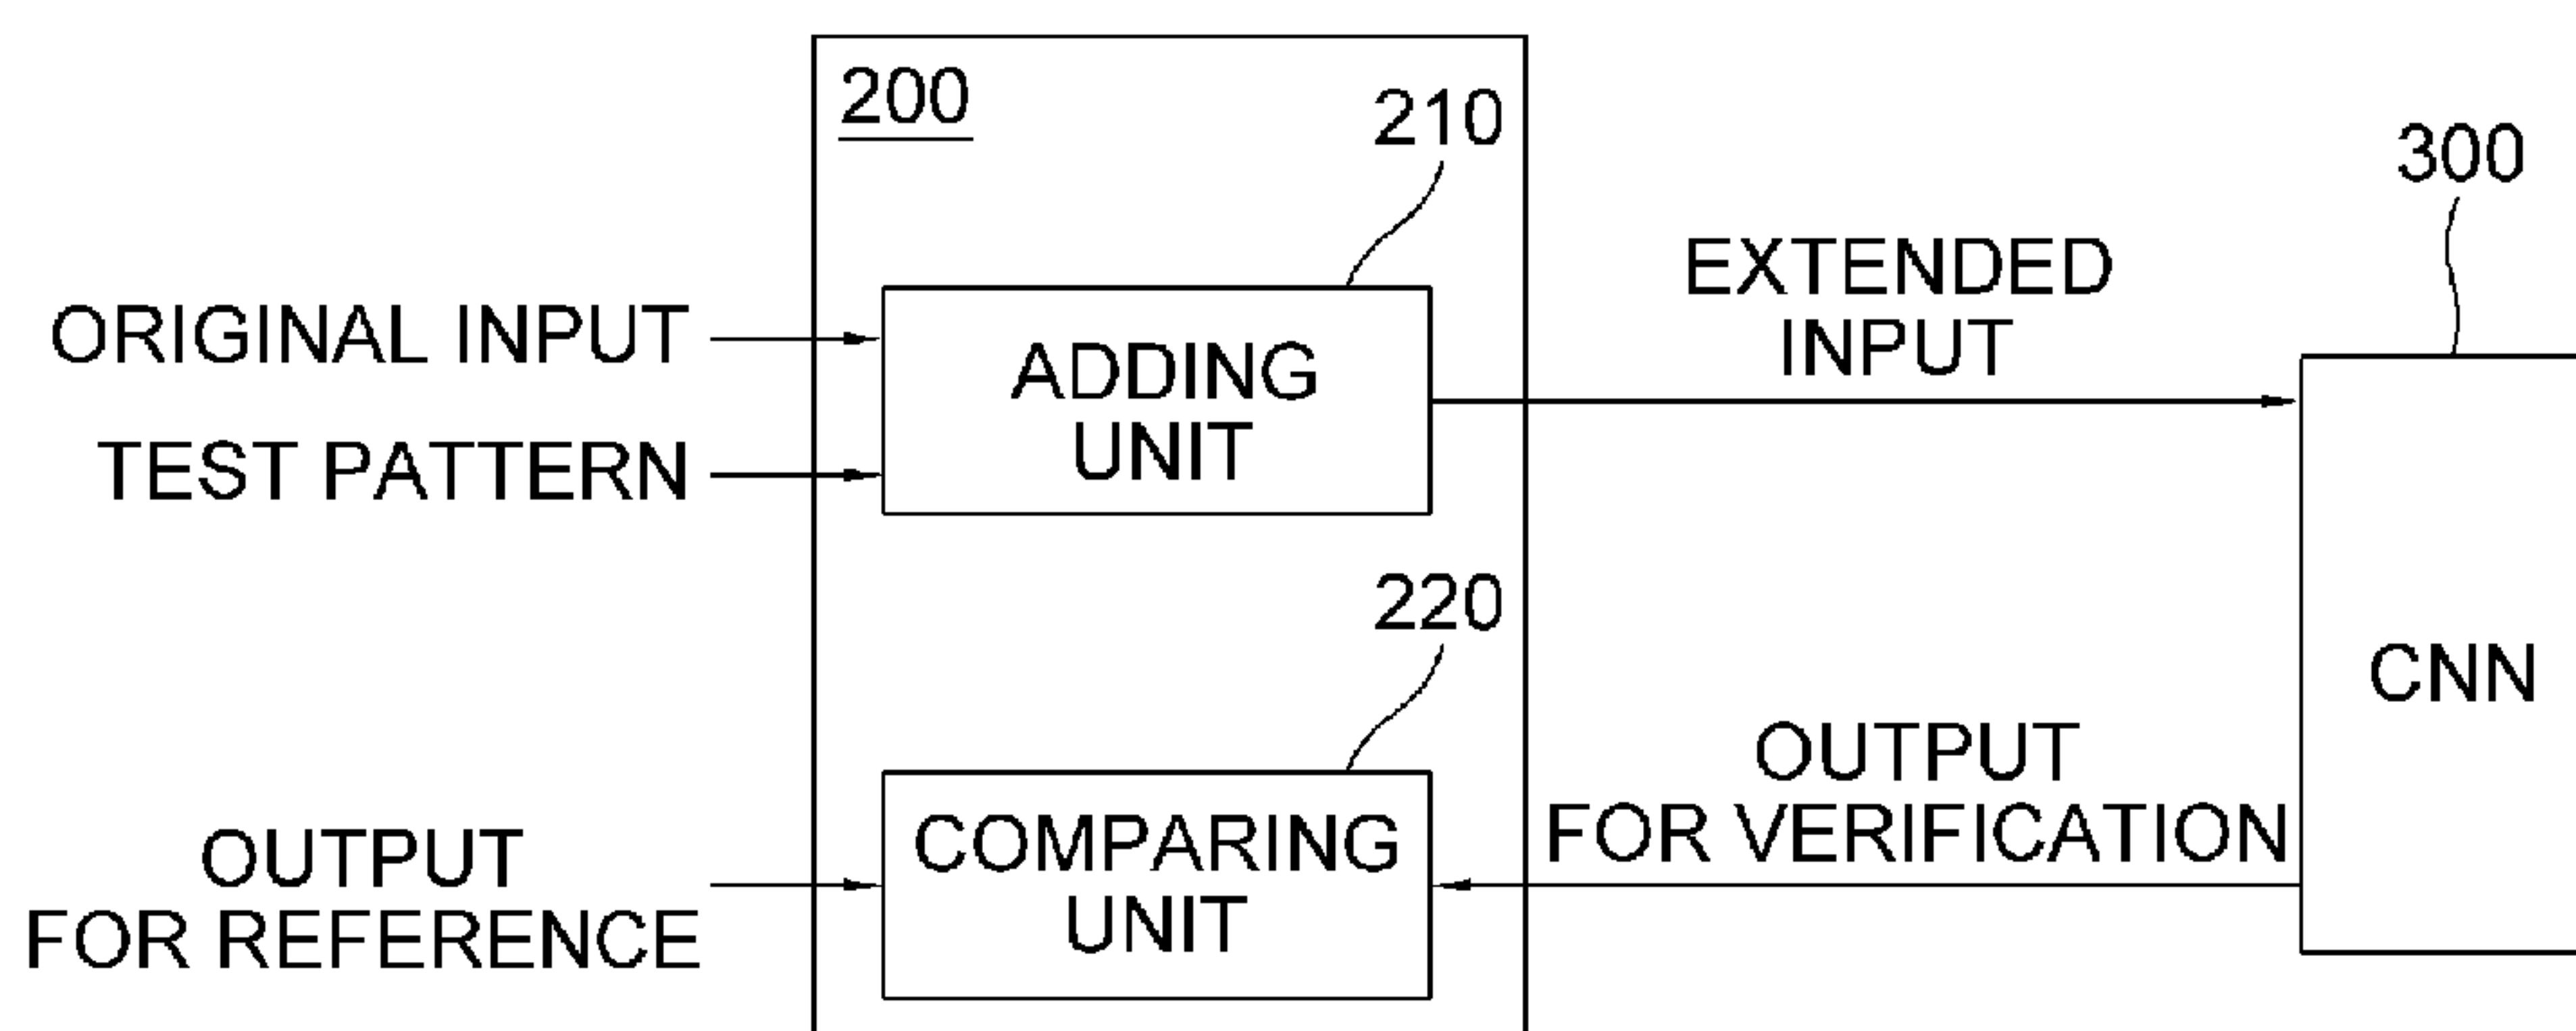 200
210
300
ORIGINAL INPUT
TEST PATTERN
ADDING
UNIT
EXTENDED
INPUT
220
CNN
OUTPUT
FOR REFERENCE
COMPARING
UNIT
OUTPUT
FOR VERIFICATION